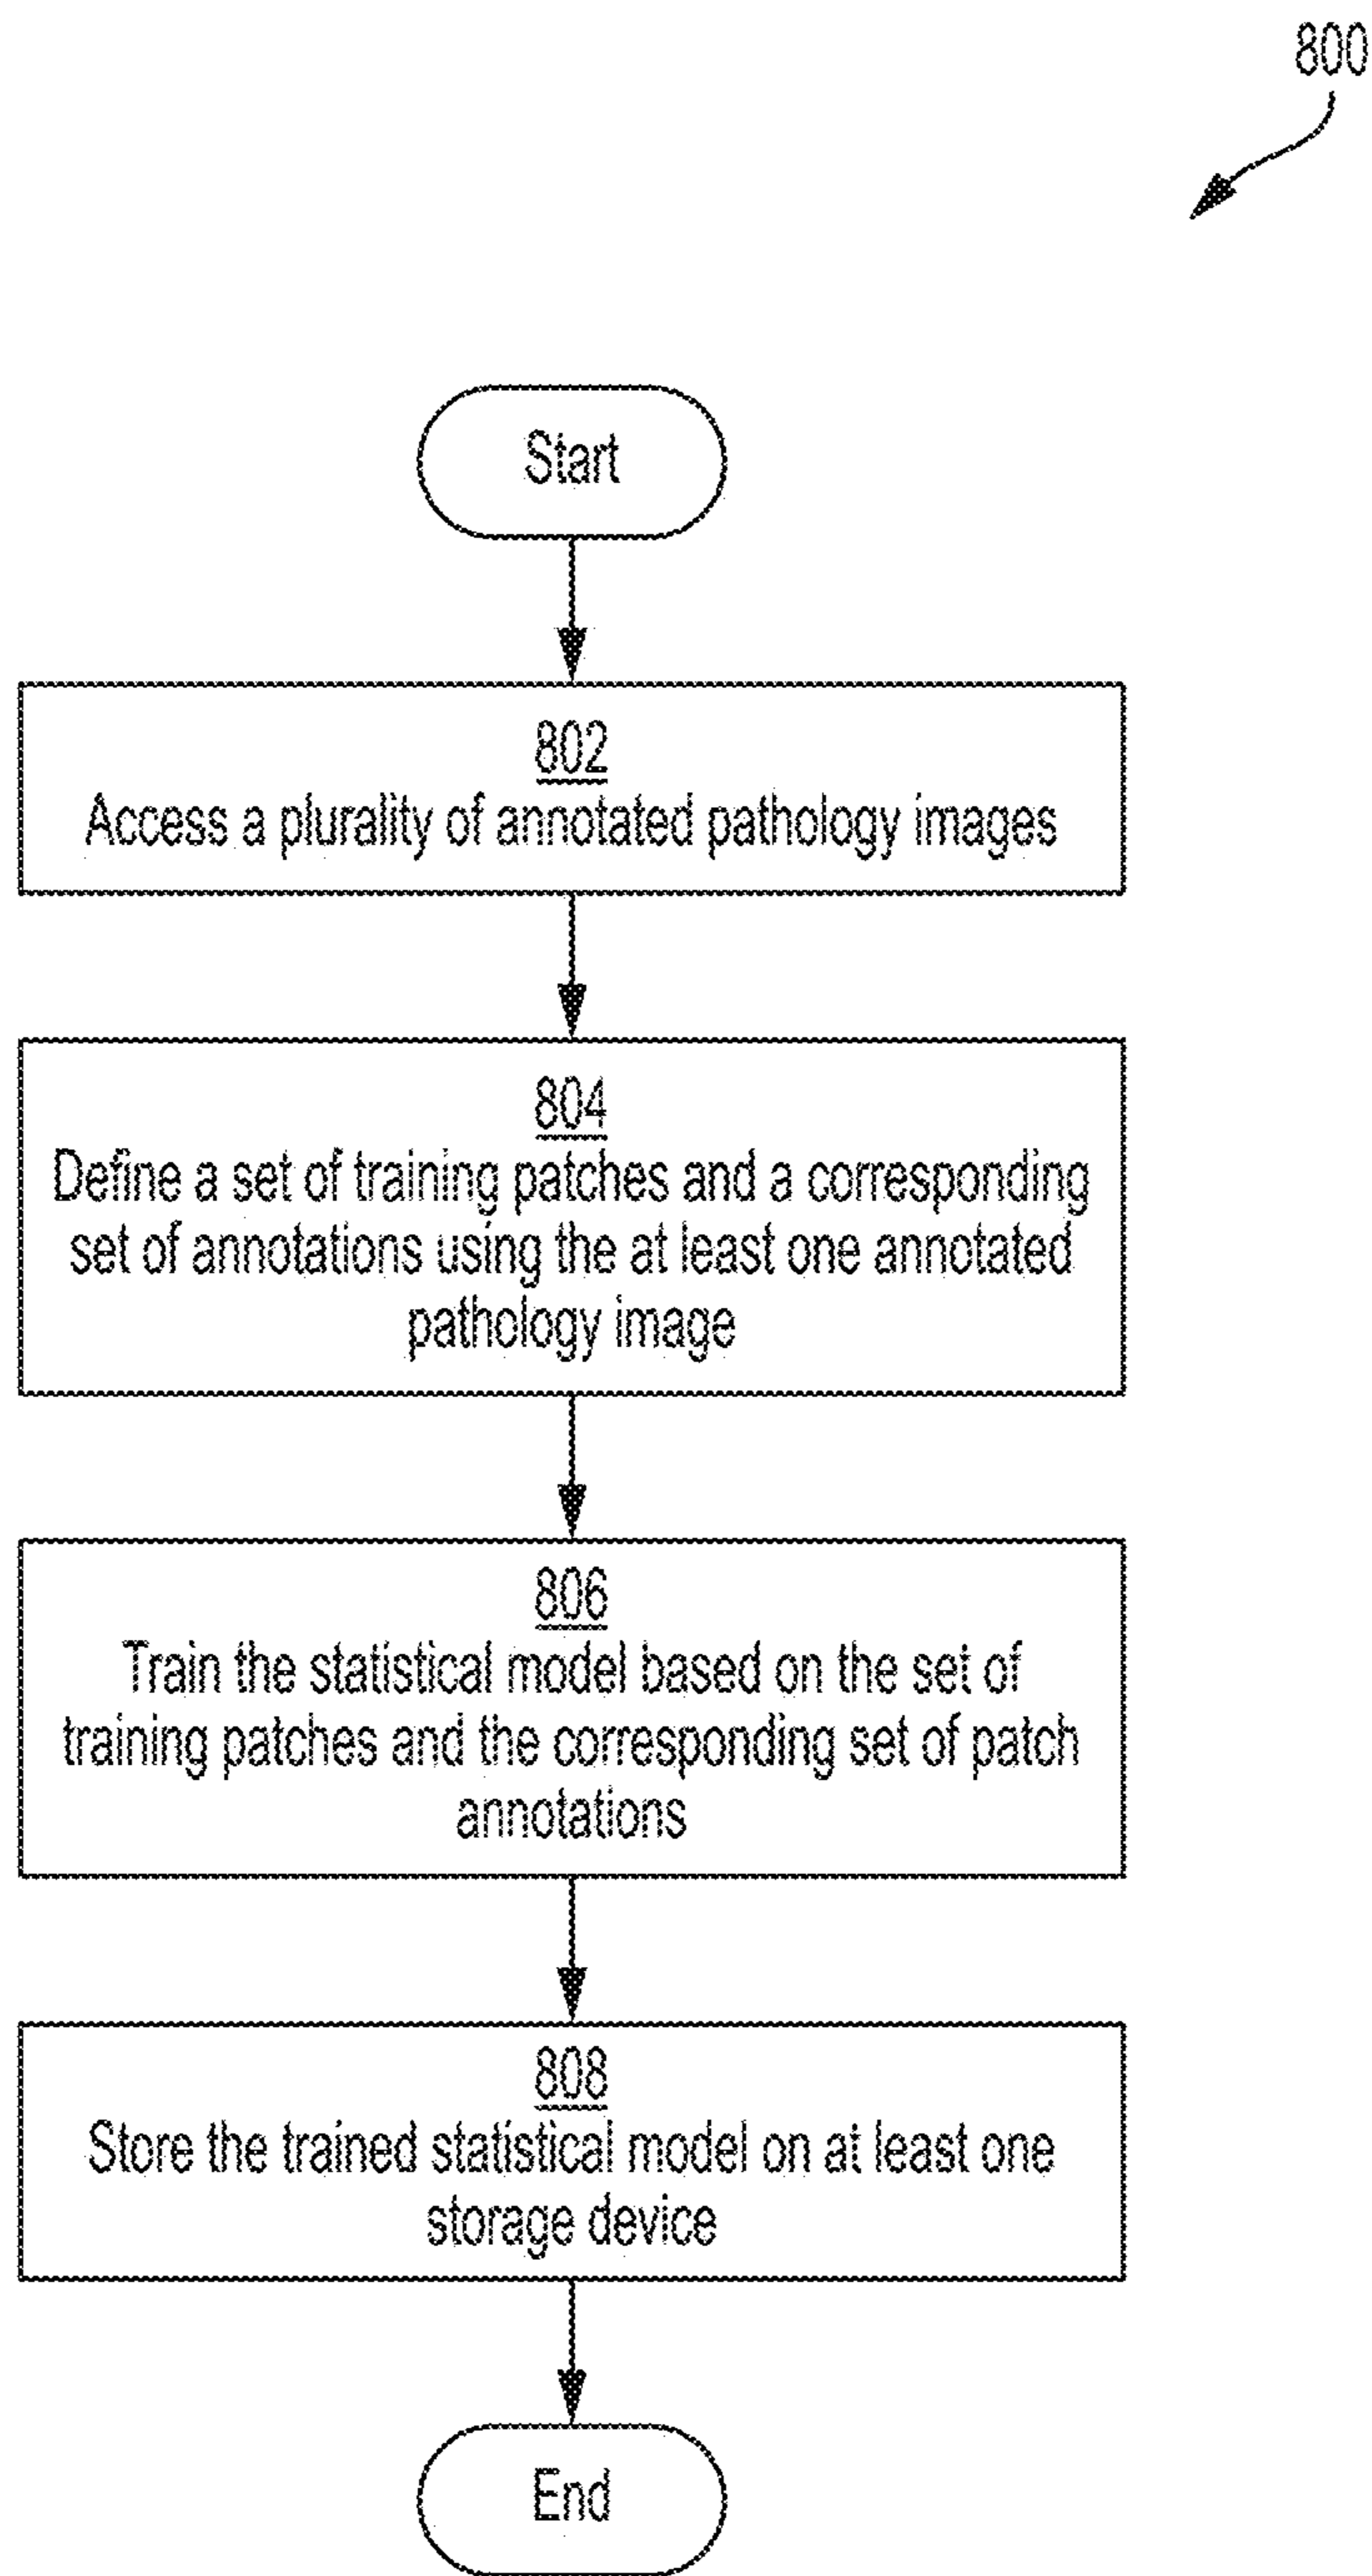 800
Start
802
Access a plurality of annotated pathology images
804
Define a set of training patches and a corresponding
set of annotations using the at least one annotated
pathology image
806
Train the statistical model based on the set of
training patches and the corresponding set of patch
annotations
808
Store the trained statistical model on at least one
storage device
End